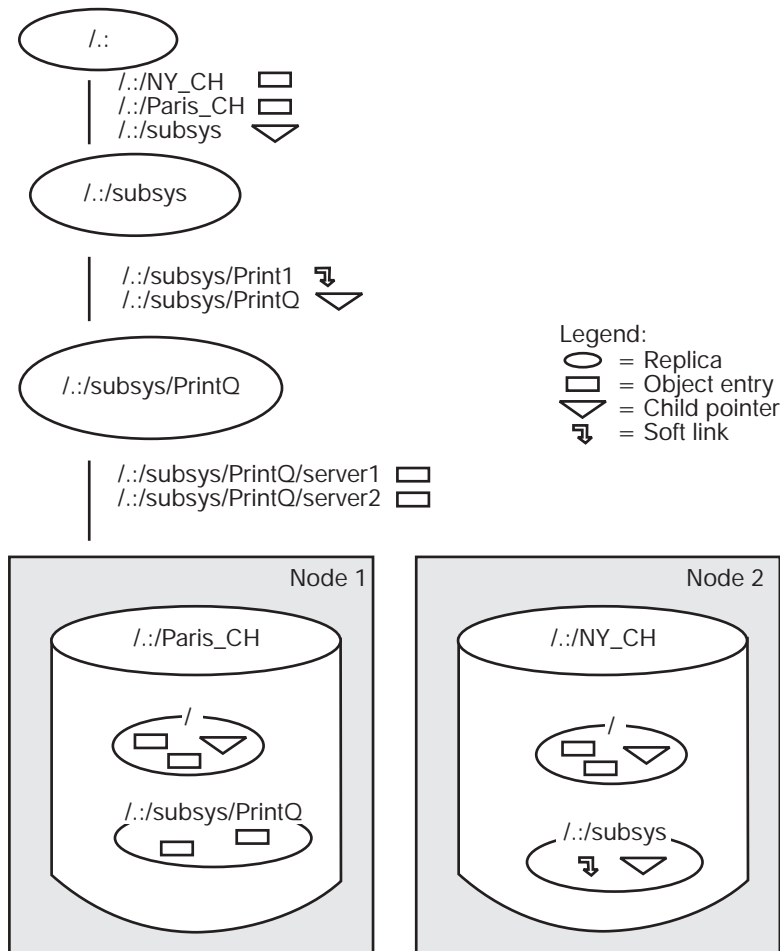 /.:
/.:/NY_CH
/.:/Paris_CH
/.:/subsys
/.:/subsys
/.:/subsys/Print1
/.:/subsys/PrintQ
/.:/subsys/PrintQ
Legend:
= Replica
= Object entry
= Child pointer
= Soft link
/.:/subsys/PrintQ/server1
/.:/subsys/PrintQ/server2
Node 1
/.:/Paris_CH
/
/.:/subsys/PrintQ
Node 2
/.:/NY_CH
/
/.:/subsys